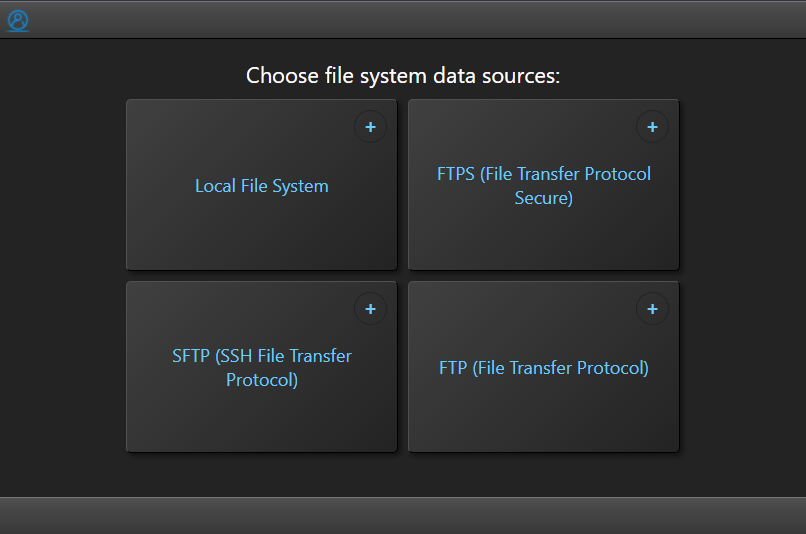 Choose file system data sources:
+
Local File System
+
FTPS (File Transfer Protocol
Secure)
+
SFTP (SSH File Transfer
Protocol)
+
FTP (File Transfer Protocol)